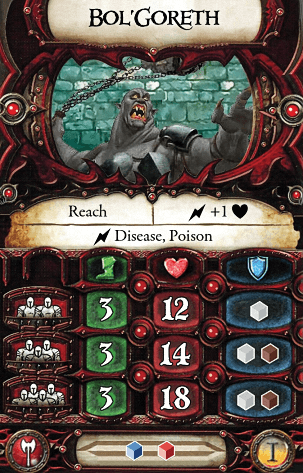 BOL'GORETH
Reach
+1
Disease, Poison
3 12
3 14
3 18
I